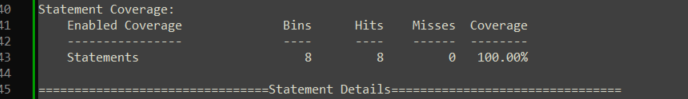 40 Statement Coverage:
41     Enabled Coverage              Bins      Hits    Misses  Coverage
42     ----------------              ----      ----    ------  --------
43     Statements                       8         8         0   100.00%
44
45 ================================Statement Details================================